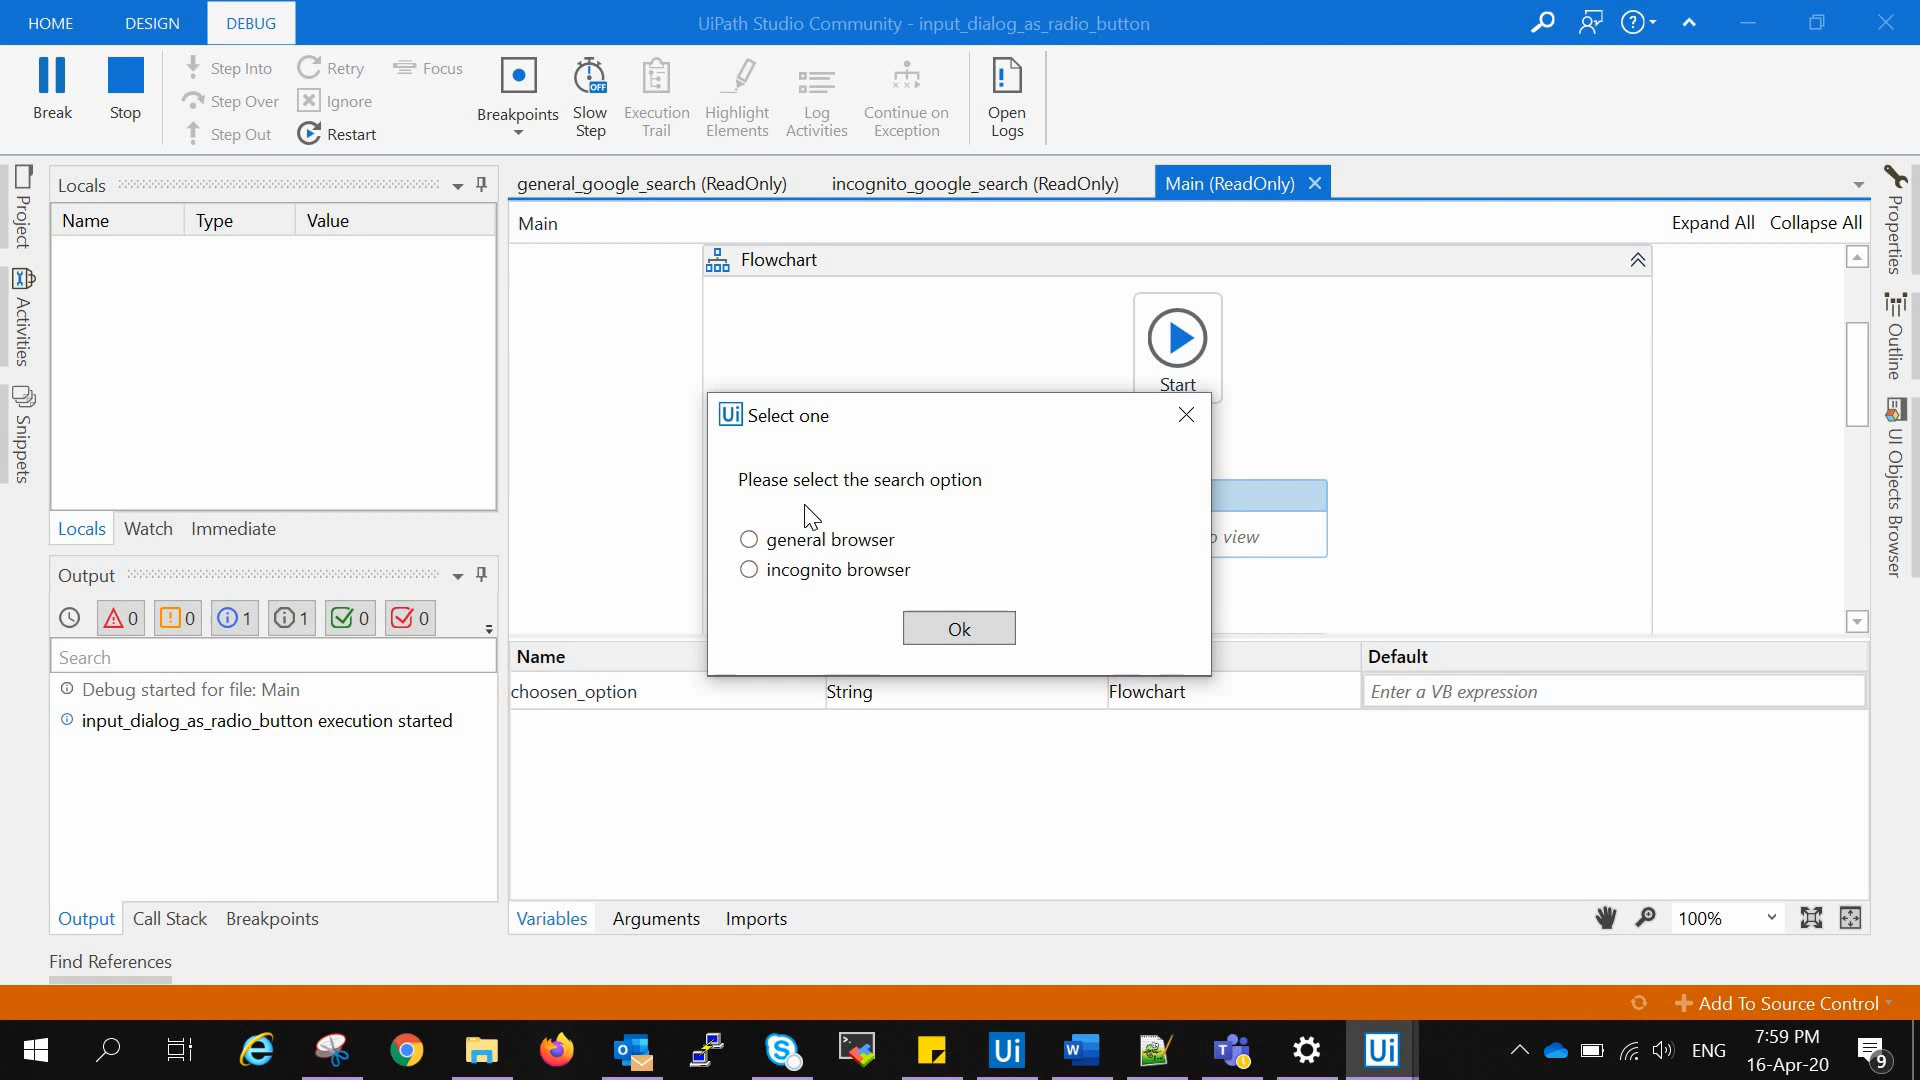 HOME DESIGN DEBUG UiPath Studio Community - input_dialog_as_radio_button
Break
Stop
Step Into
Step Over
Step Out
Retry
Ignore
Restart
Focus
Breakpoints
Slow
Step
OFF
Execution
Trail
Highlight
Elements
Log
Activities
Continue on
Exception
Open
Logs
Project
Activities
Snippets
Locals
Name Type Value
Locals Watch Immediate
Output
0 0 1 1 0 0
Search
Debug started for file: Main
input_dialog_as_radio_button execution started
Output Call Stack Breakpoints
Find References
general_google_search (ReadOnly) incognito_google_search (ReadOnly) Main (ReadOnly)
Main Expand All Collapse All
Flowchart
Start
view
Ui Select one
Please select the search option
general browser
incognito browser
Ok
Name Default
choosen_option String Flowchart Enter a VB expression
Variables Arguments Imports 100%
Properties
Outline
UI Objects Browser
Add To Source Control
Ui Ui ENG
7:59 PM
16-Apr-20
9